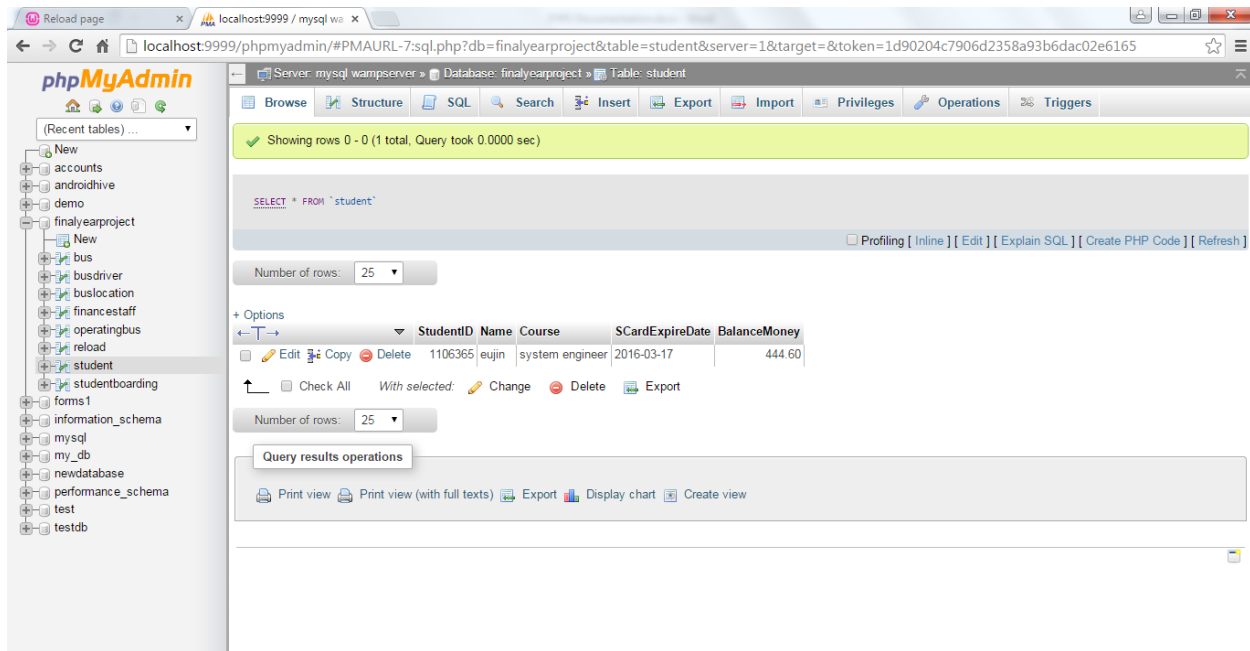 Reload page
localhost:9999 / mysql wa
localhost:9999/phpmyadmin/#PMAURL-7:sql.php?db=finalyearproject&table=student&server=1&target=&token=1d90204c7906d2358a93b6dac02e6165
phpMyAdmin
(Recent tables) ...
New
accounts
androidhive
demo
finalyearproject
New
bus
busdriver
buslocation
financestaff
operatingbus
reload
student
studentboarding
forms1
information_schema
mysql
my_db
newdatabase
performance_schema
test
testdb
Server: mysql wampserver » Database: finalyearproject » Table: student
Browse Structure SQL Search Insert Export Import Privileges Operations Triggers
Showing rows 0 - 0 (1 total, Query took 0.0000 sec)
SELECT * FROM `student`
Profiling [ Inline ] [ Edit ] [ Explain SQL ] [ Create PHP Code ] [ Refresh ]
Number of rows: 25
+ Options
StudentID Name Course SCardExpireDate BalanceMoney
Edit Copy Delete 1106365 eujin system engineer 2016-03-17 444.60
Check All With selected: Change Delete Export
Number of rows: 25
Query results operations
Print view Print view (with full texts) Export Display chart Create view